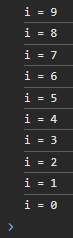 i = 9
i = 8
i = 7
i = 6
i = 5
i = 4
i = 3
i = 2
i = 1
i = 0
>